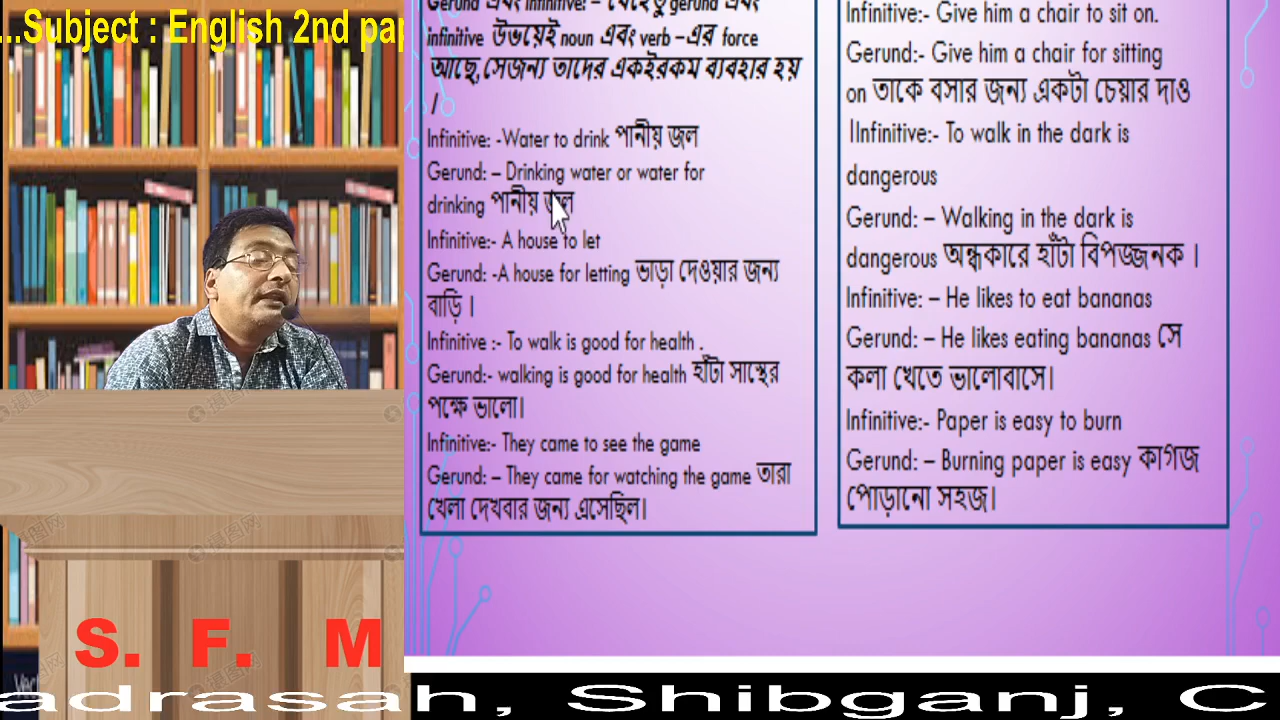 ...Subject : English 2nd pap
Gerund এবং infinitive: – যেহেতু gerund এবং
infinitive উভয়েই noun এবং verb –এর force
আছে,সেজন্য তাদের একইরকম ব্যবহার হয়
।
Infinitive: -Water to drink পানীয় জল
Gerund: – Drinking water or water for
drinking পানীয় জল
Infinitive:- A house to let
Gerund: -A house for letting ভাড়া দেওয়ার জন্য
বাড়ি।
Infinitive :- To walk is good for health .
Gerund:- walking is good for health হাঁটা সাস্থের
পক্ষে ভালো।
Infinitive:- They came to see the game
Gerund: – They came for watching the game তারা
খেলা দেখবার জন্য এসেছিল।
Infinitive:- Give him a chair to sit on.
Gerund:- Give him a chair for sitting
on তাকে বসার জন্য একটা চেয়ার দাও
IInfinitive:- To walk in the dark is
dangerous
Gerund: – Walking in the dark is
dangerous অন্ধকারে হাঁটা বিপজ্জনক।
Infinitive: – He likes to eat bananas
Gerund: – He likes eating bananas সে
কলা খেতে ভালোবাসে।
Infinitive:- Paper is easy to burn
Gerund: – Burning paper is easy কাগজ
পোড়ানো সহজ।
S. F. M
adrasah, Shibganj, C